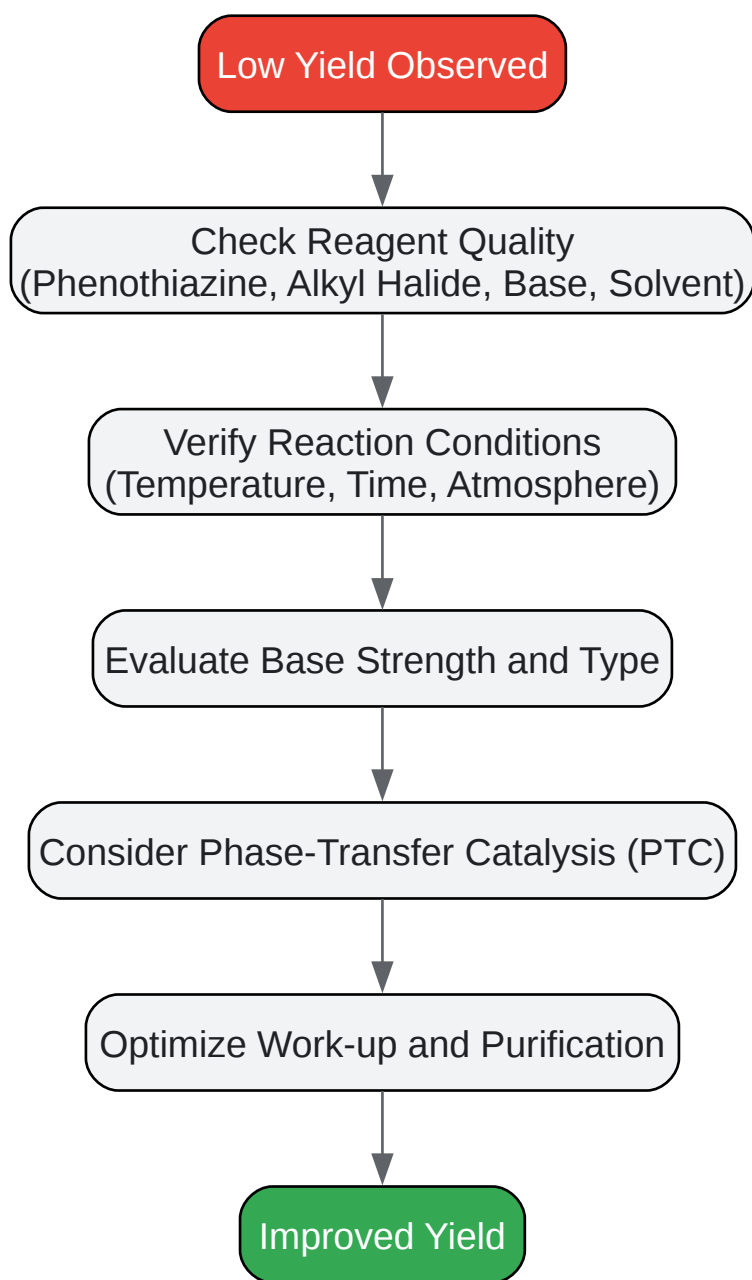 Low Yield Observed
Check Reagent Quality
(Phenothiazine, Alkyl Halide, Base, Solvent)
Verify Reaction Conditions
(Temperature, Time, Atmosphere)
Evaluate Base Strength and Type
Consider Phase-Transfer Catalysis (PTC)
Optimize Work-up and Purification
Improved Yield